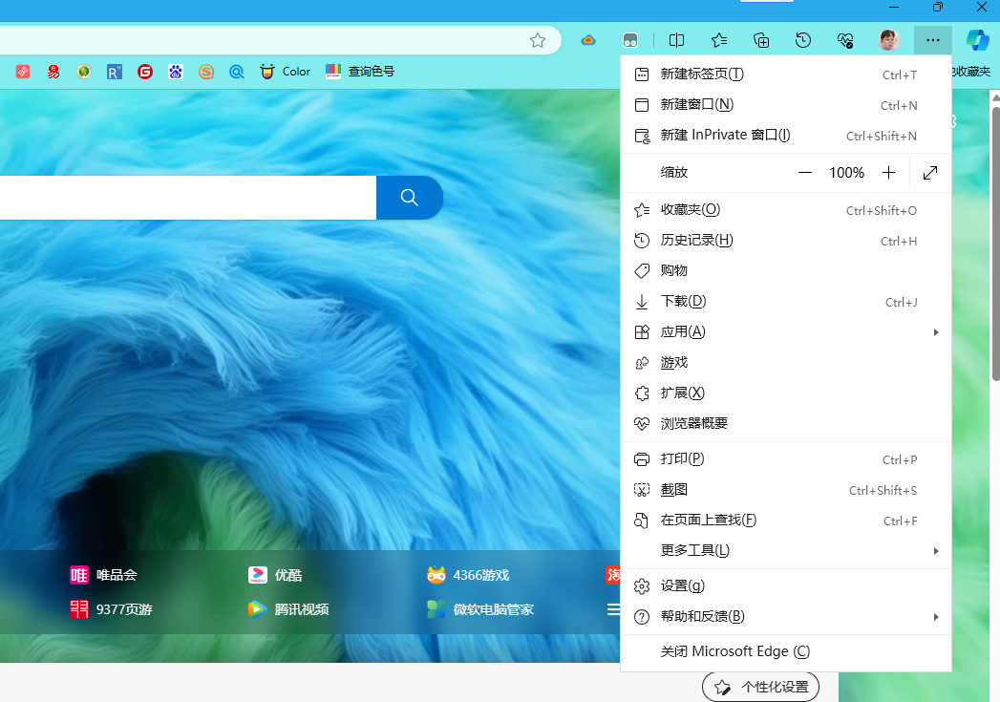 Color
查询色号
收藏夹
新建标签页(T)
Ctrl+T
新建窗口(N)
Ctrl+N
新建 InPrivate 窗口(I)
Ctrl+Shift+N
缩放
100%
收藏夹(O)
Ctrl+Shift+O
历史记录(H)
Ctrl+H
购物
下载(D)
Ctrl+J
应用(A)
游戏
扩展(X)
浏览器概要
打印(P)
Ctrl+P
截图
Ctrl+Shift+S
在页面上查找(F)
Ctrl+F
更多工具(L)
设置(g)
帮助和反馈(B)
关闭 Microsoft Edge (C)
唯 唯品会
优酷
4366游戏
淘
9377页游
腾讯视频
微软电脑管家
个性化设置